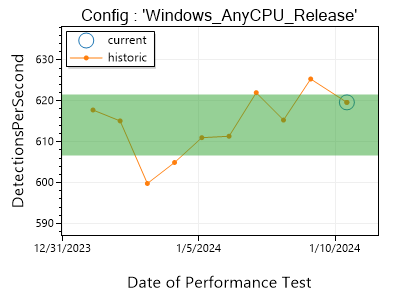 Config : 'Windows_AnyCPU_Release'
current
historic
DetectionsPerSecond
630
620
610
600
590
12/31/2023
1/5/2024
1/10/2024
Date of Performance Test